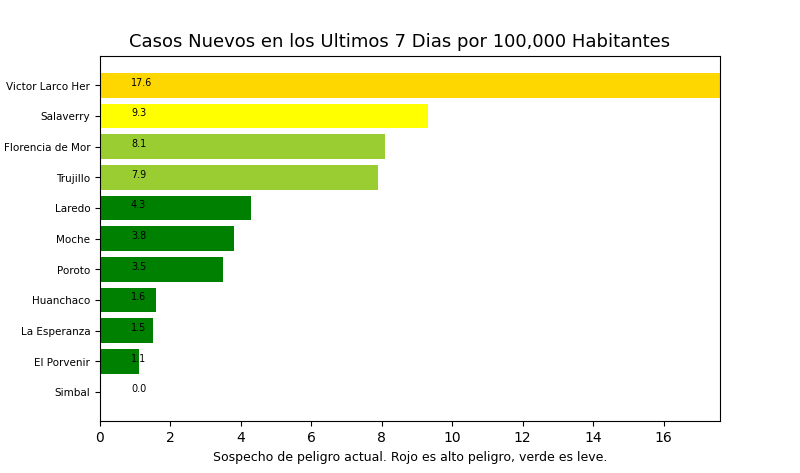 Casos Nuevos en los Ultimos 7 Dias por 100,000 Habitantes
Victor Larco Her 17.6
Salaverry 9.3
Florencia de Mor 8.1
Trujillo 7.9
Laredo 4.3
Moche 3.8
Poroto 3.5
Huanchaco 1.6
La Esperanza 1.5
El Porvenir 1.1
Simbal 0.0
0 2 4 6 8 10 12 14 16
Sospecho de peligro actual. Rojo es alto peligro, verde es leve.